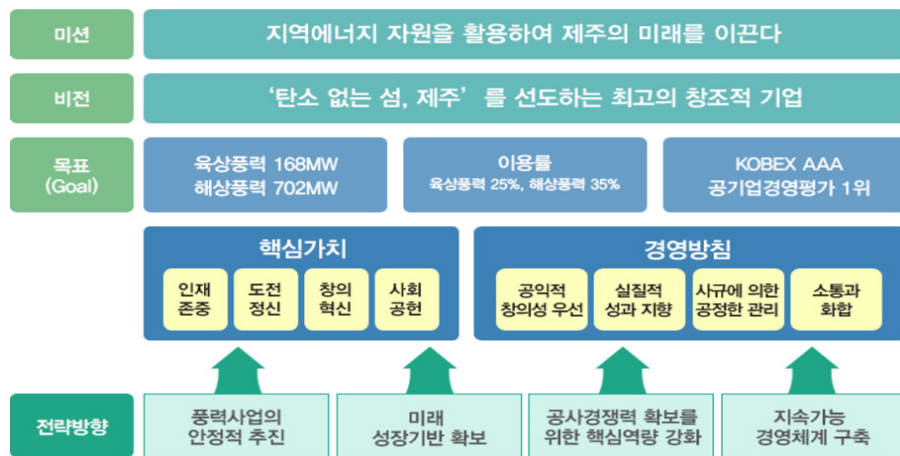 미션
지역에너지 자원을 활용하여 제주의 미래를 이끈다
비전
‘탄소 없는 섬, 제주’ 를 선도하는 최고의 창조적 기업
목표
(Goal)
육상풍력 168MW
해상풍력 702MW
이용률
육상풍력 25%, 해상풍력 35%
KOBEX AAA
공기업경영평가 1위
핵심가치
인재
존중
도전
정신
창의
혁신
사회
공헌
경영방침
공익적
창의성 우선
실질적
성과 지향
사규에 의한
공정한 관리
소통과
화합
전략방향
풍력사업의
안정적 추진
미래
성장기반 확보
공사경쟁력 확보를
위한 핵심역량 강화
지속가능
경영체계 구축